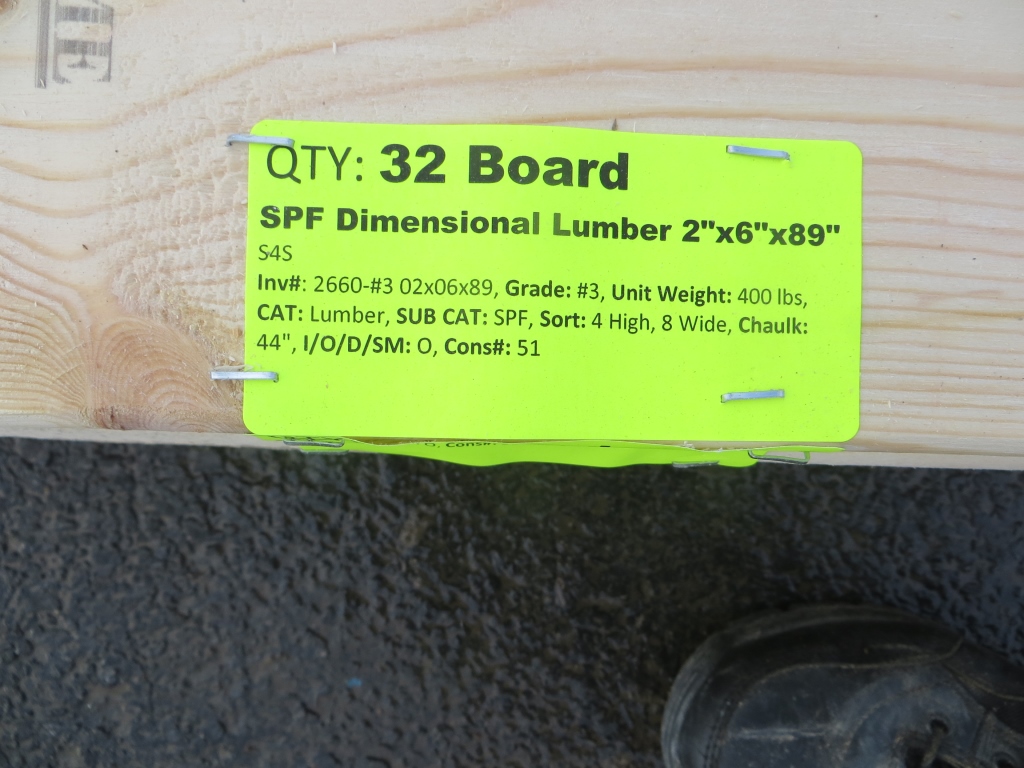 QTY: 32 Board
SPF Dimensional Lumber 2"x6"x89"
S4S
Inv#: 2660-#3 02x06x89, Grade: #3, Unit Weight: 400 lbs,
CAT: Lumber, SUB CAT: SPF, Sort: 4 High, 8 Wide, Chaulk:
44", I/O/D/SM: O, Cons#: 51
O, Cons#: